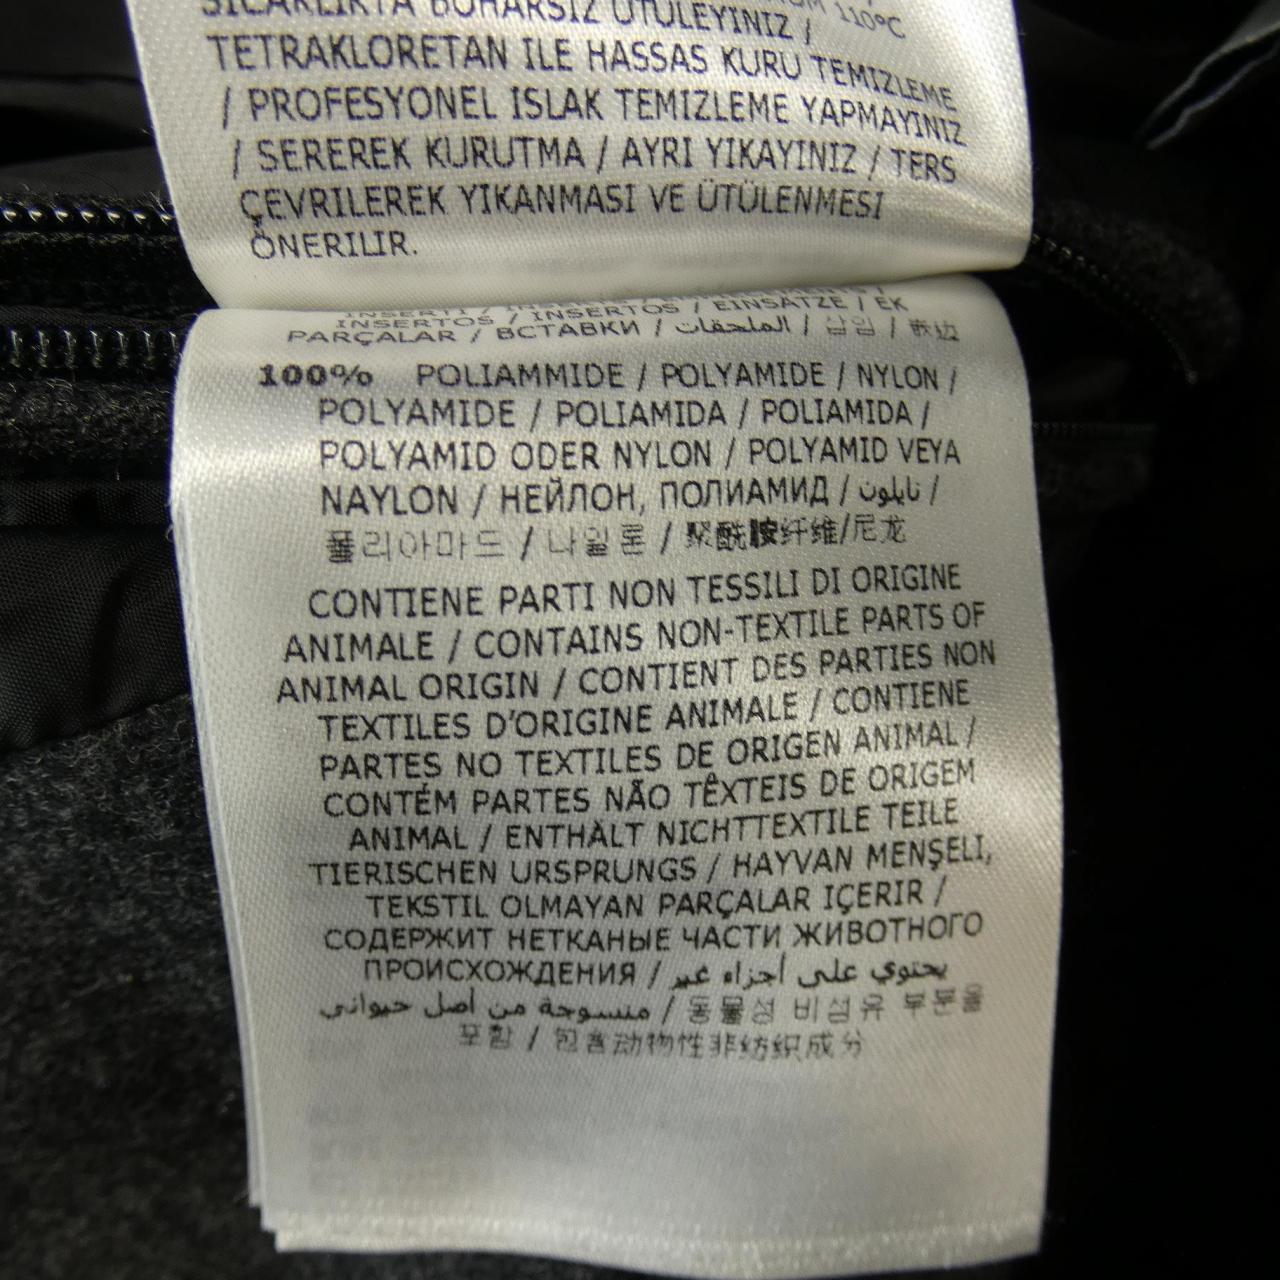 SICAKLIKTA BUHARSIZ ÜTÜLEYINIZ / 110°C
TETRAKLORETAN ILE HASSAS KURU TEMIZLEME
/ PROFESYONEL ISLAK TEMIZLEME YAPMAYINIZ
/ SEREREK KURUTMA / AYRI YIKAYINIZ / TERS
ÇEVRILEREK YIKANMASI VE ÜTÜLENMESI
ÖNERILIR.
INSERTOS / EINSÄTZE / EK
PARÇALAR / ВСТАВКИ / الملحقات / 삽입 / 嵌边
100% POLIAMMIDE / POLYAMIDE / NYLON /
POLYAMIDE / POLIAMIDA / POLIAMIDA /
POLYAMID ODER NYLON / POLYAMID VEYA
NAYLON / НЕЙЛОН, ПОЛИАМИД / نايلون /
폴리아마드 / 나일론 / 聚酰胺纤维/尼龙
CONTIENE PARTI NON TESSILI DI ORIGINE
ANIMALE / CONTAINS NON-TEXTILE PARTS OF
ANIMAL ORIGIN / CONTIENT DES PARTIES NON
TEXTILES D'ORIGINE ANIMALE / CONTIENE
PARTES NO TEXTILES DE ORIGEN ANIMAL /
CONTÉM PARTES NÃO TÊXTEIS DE ORIGEM
ANIMAL / ENTHÄLT NICHTTEXTILE TEILE
TIERISCHEN URSPRUNGS / HAYVAN MENŞELI,
TEKSTIL OLMAYAN PARÇALAR IÇERIR /
СОДЕРЖИТ НЕТКАНЫЕ ЧАСТИ ЖИВОТНОГО
ПРОИСХОЖДЕНИЯ / يحتوي على أجزاء غير
منسوجة من أصل حيواني / 동물성 비섬유 부분을
포함 / 包含动物性非纺织成分